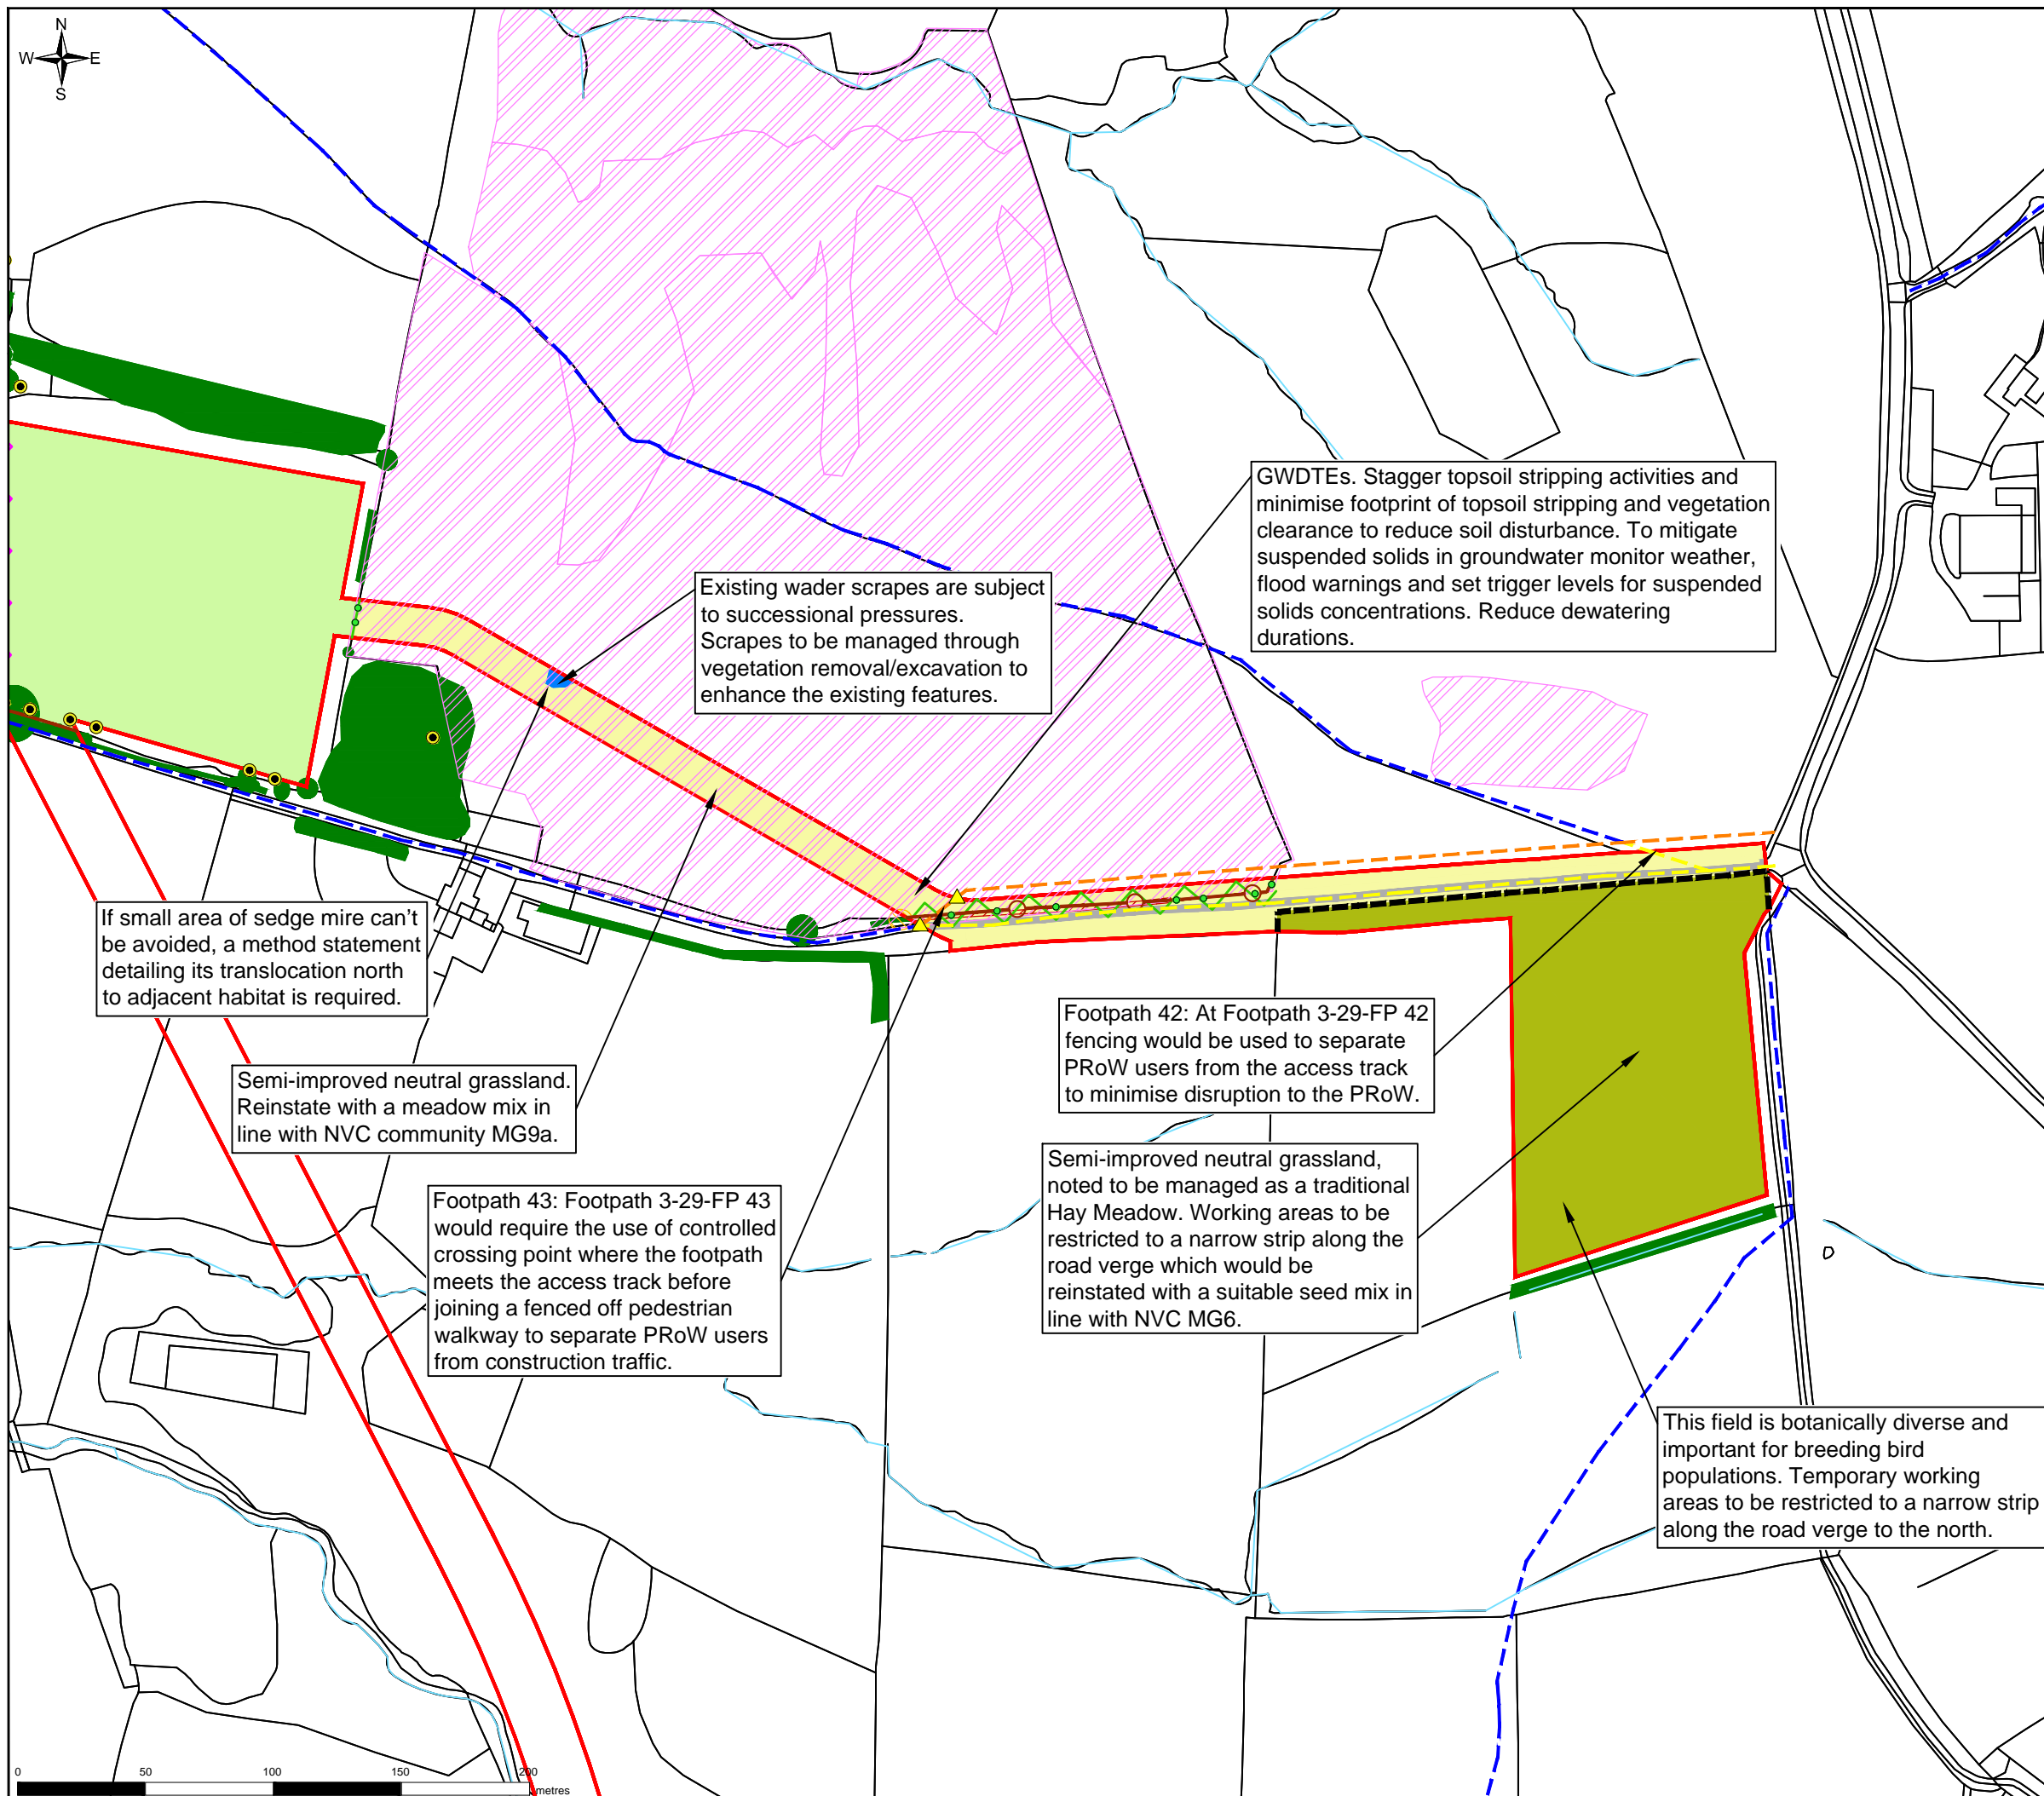 N
W E
S
GWDTEs. Stagger topsoil stripping activities and
minimise footprint of topsoil stripping and vegetation
clearance to reduce soil disturbance. To mitigate
suspended solids in groundwater monitor weather,
flood warnings and set trigger levels for suspended
solids concentrations. Reduce dewatering
durations.
Existing wader scrapes are subject
to successional pressures.
Scrapes to be managed through
vegetation removal/excavation to
enhance the existing features.
If small area of sedge mire can't
be avoided, a method statement
detailing its translocation north
to adjacent habitat is required.
Footpath 42: At Footpath 3-29-FP 42
fencing would be used to separate
PRoW users from the access track
to minimise disruption to the PRoW.
Semi-improved neutral grassland.
Reinstate with a meadow mix in
line with NVC community MG9a.
Semi-improved neutral grassland,
noted to be managed as a traditional
Hay Meadow. Working areas to be
restricted to a narrow strip along the
road verge which would be
reinstated with a suitable seed mix in
line with NVC MG6.
Footpath 43: Footpath 3-29-FP 43
would require the use of controlled
crossing point where the footpath
meets the access track before
joining a fenced off pedestrian
walkway to separate PRoW users
from construction traffic.
This field is botanically diverse and
important for breeding bird
populations. Temporary working
areas to be restricted to a narrow strip
along the road verge to the north.
0 50 100 150 200
metres